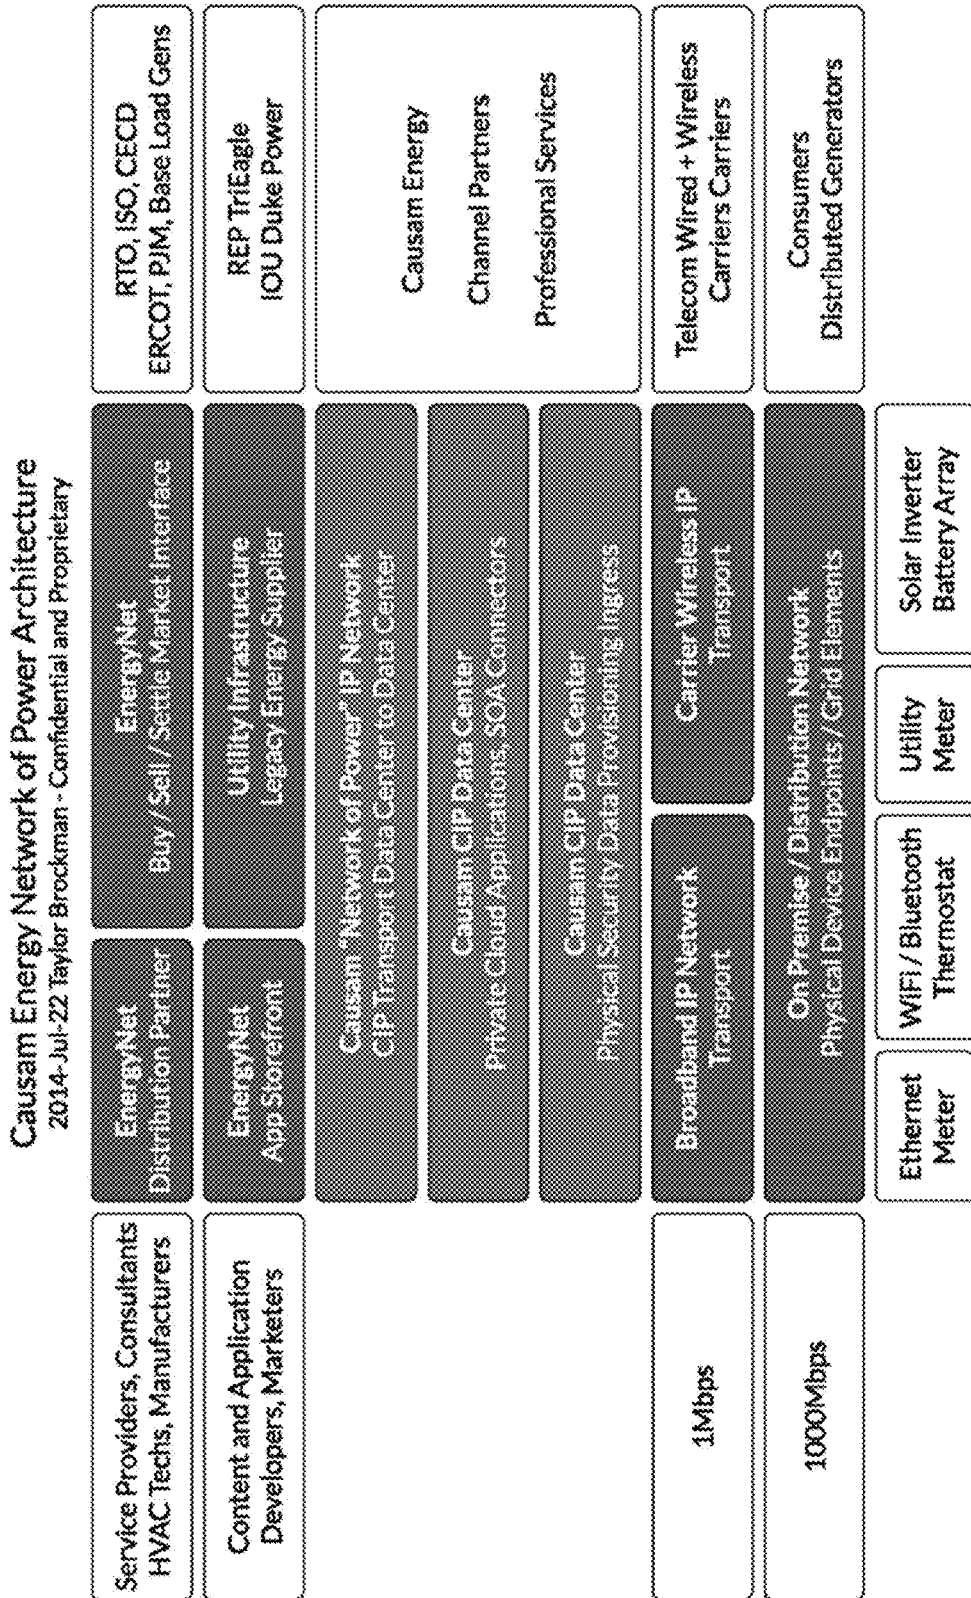 Causam Energy Network of Power Architecture
2014-Jul-22 Taylor Brockman - Confidential and Proprietary
Service Providers, Consultants
HVAC Techs, Manufacturers
EnergyNet
Distribution Partner
EnergyNet
Buy / Sell / Settle Market Interface
RTO, ISO, CECD
ERCOT, PJM, Base Load Gens
Content and Application
Developers, Marketers
EnergyNet
App Storefront
Utility Infrastructure
Legacy Energy Supplier
REP TriEagle
IOU Duke Power
Causam "Network of Power" IP Network
CIP Transport Data Center to Data Center
Causam CIP Data Center
Private Cloud Applications, SOA Connectors
Causam CIP Data Center
Physical Security Data Provisioning Ingress
Causam Energy
Channel Partners
Professional Services
1Mbps
Broadband IP Network
Transport
Carrier Wireless IP
Transport
Telecom Wired + Wireless
Carriers Carriers
1000Mbps
On Premise / Distribution Network
Physical Device Endpoints / Grid Elements
Consumers
Distributed Generators
Ethernet
Meter
WiFi / Bluetooth
Thermostat
Utility
Meter
Solar Inverter
Battery Array